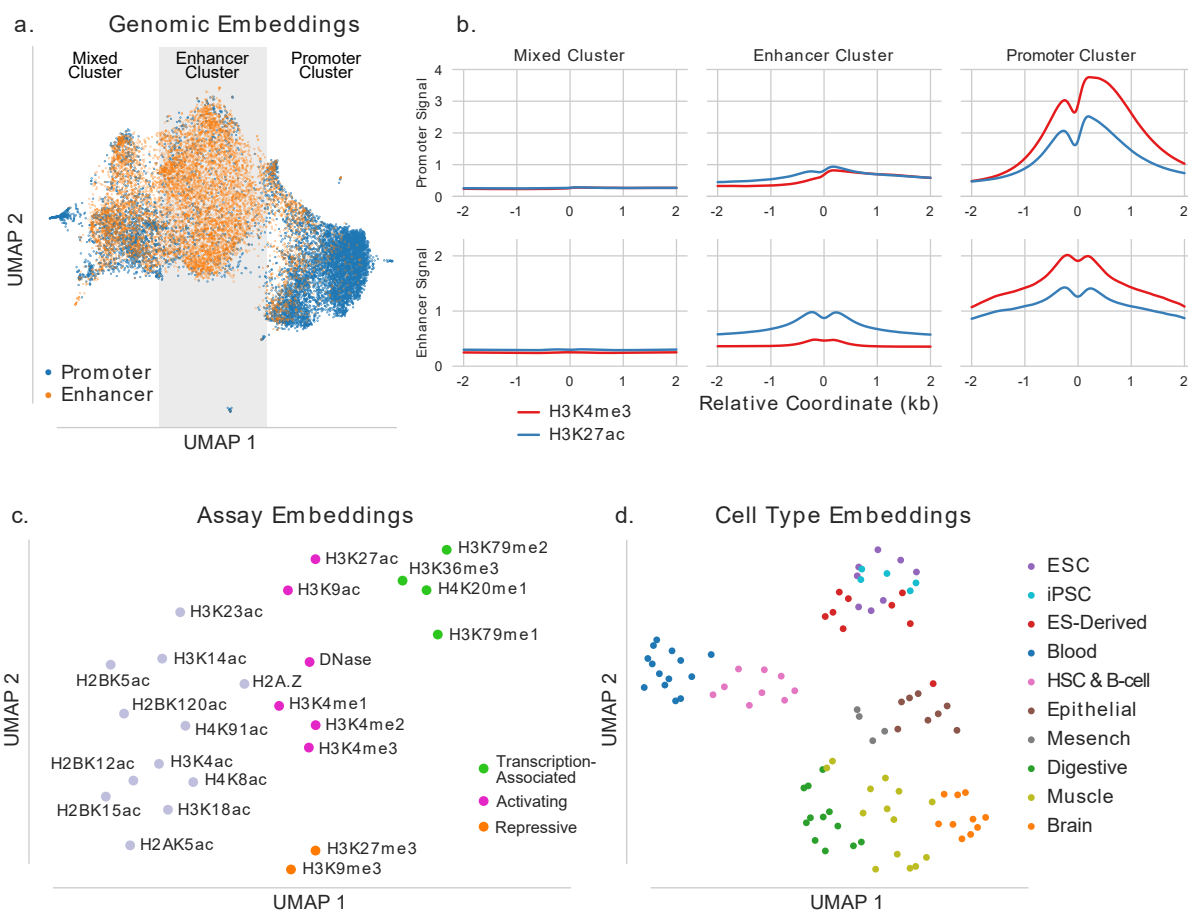 a.
Genomic Embeddings
Mixed
Cluster
Enhancer
Cluster
Promoter
Cluster
UMAP 2
Promoter
Enhancer
UMAP 1
b.
Mixed Cluster
Enhancer Cluster
Promoter Cluster
Promoter Signal
4
3
2
1
0
-2 -1 0 1 2
-2 -1 0 1 2
-2 -1 0 1 2
Enhancer Signal
2
1
0
-2 -1 0 1 2
-2 -1 0 1 2
-2 -1 0 1 2
Relative Coordinate (kb)
H3K4me3
H3K27ac
c.
Assay Embeddings
UMAP 2
H3K79me2
H3K27ac
H3K36me3
H3K9ac
H4K20me1
H3K23ac
H3K79me1
H3K14ac
DNase
H2BK5ac
H2A.Z
H2BK120ac
H3K4me1
H4K91ac
H3K4me2
H3K4me3
H2BK12ac
H3K4ac
H4K8ac
H2BK15ac
H3K18ac
H2AK5ac
H3K27me3
H3K9me3
Transcription-
Associated
Activating
Repressive
UMAP 1
d.
Cell Type Embeddings
UMAP 2
ESC
iPSC
ES-Derived
Blood
HSC & B-cell
Epithelial
Mesench
Digestive
Muscle
Brain
UMAP 1